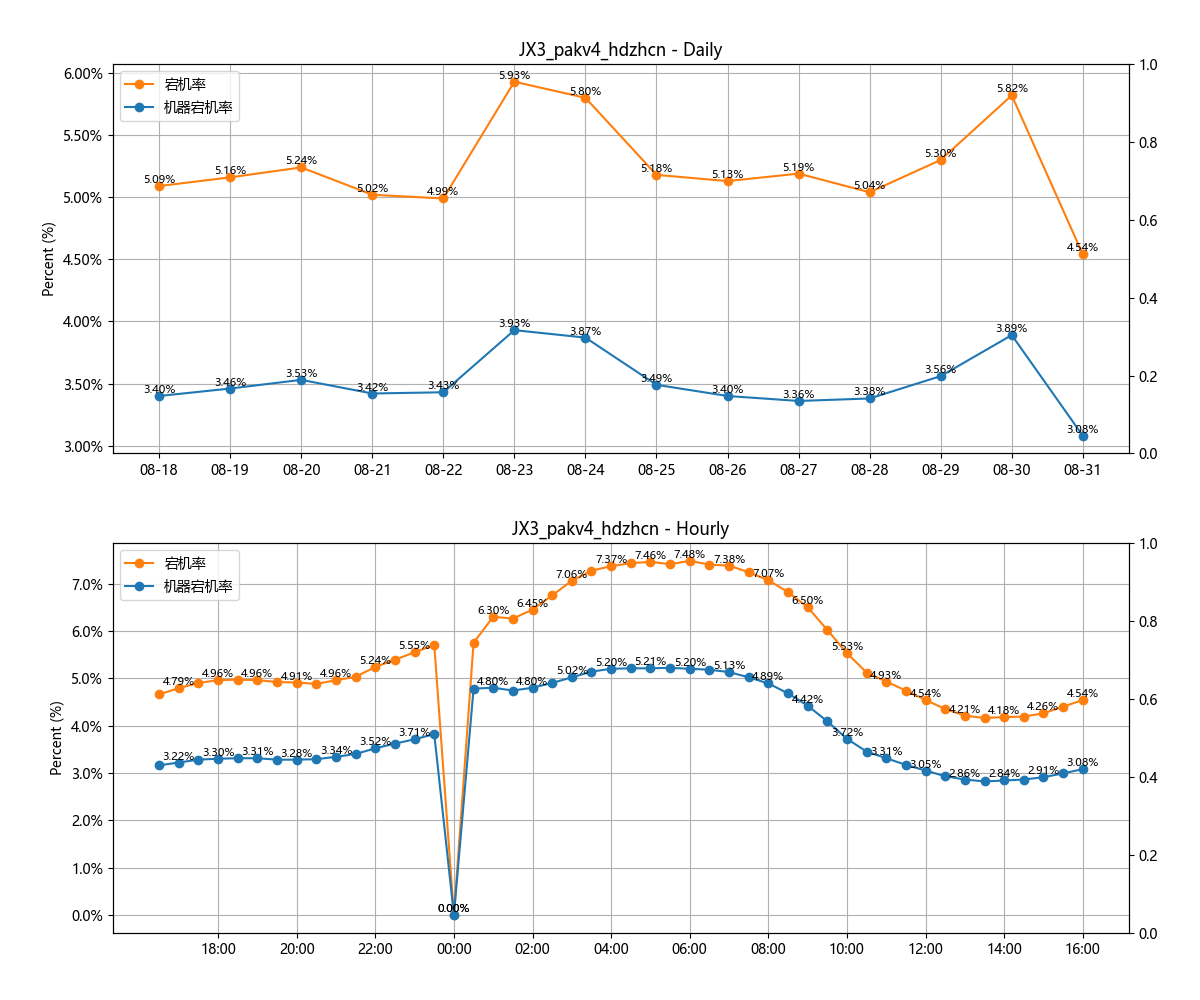 JX3_pakv4_hdzhcn - Daily
宕机率
机器宕机率
Percent (%)
6.00%
5.50%
5.00%
4.50%
4.00%
3.50%
3.00%
1.0
0.8
0.6
0.4
0.2
0.0
5.09% 5.16% 5.24% 5.02% 4.99% 5.93% 5.80% 5.18% 5.13% 5.19% 5.04% 5.30% 5.82% 4.54%
3.40% 3.46% 3.53% 3.42% 3.43% 3.93% 3.87% 3.49% 3.40% 3.36% 3.38% 3.56% 3.89% 3.08%
08-18 08-19 08-20 08-21 08-22 08-23 08-24 08-25 08-26 08-27 08-28 08-29 08-30 08-31
JX3_pakv4_hdzhcn - Hourly
宕机率
机器宕机率
Percent (%)
7.0%
6.0%
5.0%
4.0%
3.0%
2.0%
1.0%
0.0%
1.0
0.8
0.6
0.4
0.2
0.0
4.79% 4.96% 4.96% 4.91% 4.96% 5.24% 5.55% 0.00% 6.30% 6.45% 7.06% 7.37% 7.46% 7.48% 7.38% 7.07% 6.50% 5.53% 4.93% 4.54% 4.21% 4.18% 4.26% 4.54%
3.22% 3.30% 3.31% 3.28% 3.34% 3.52% 3.71% 0.00% 4.80% 4.80% 5.02% 5.20% 5.21% 5.20% 5.13% 4.89% 4.42% 3.72% 3.31% 3.05% 2.86% 2.84% 2.91% 3.08%
18:00 20:00 22:00 00:00 02:00 04:00 06:00 08:00 10:00 12:00 14:00 16:00